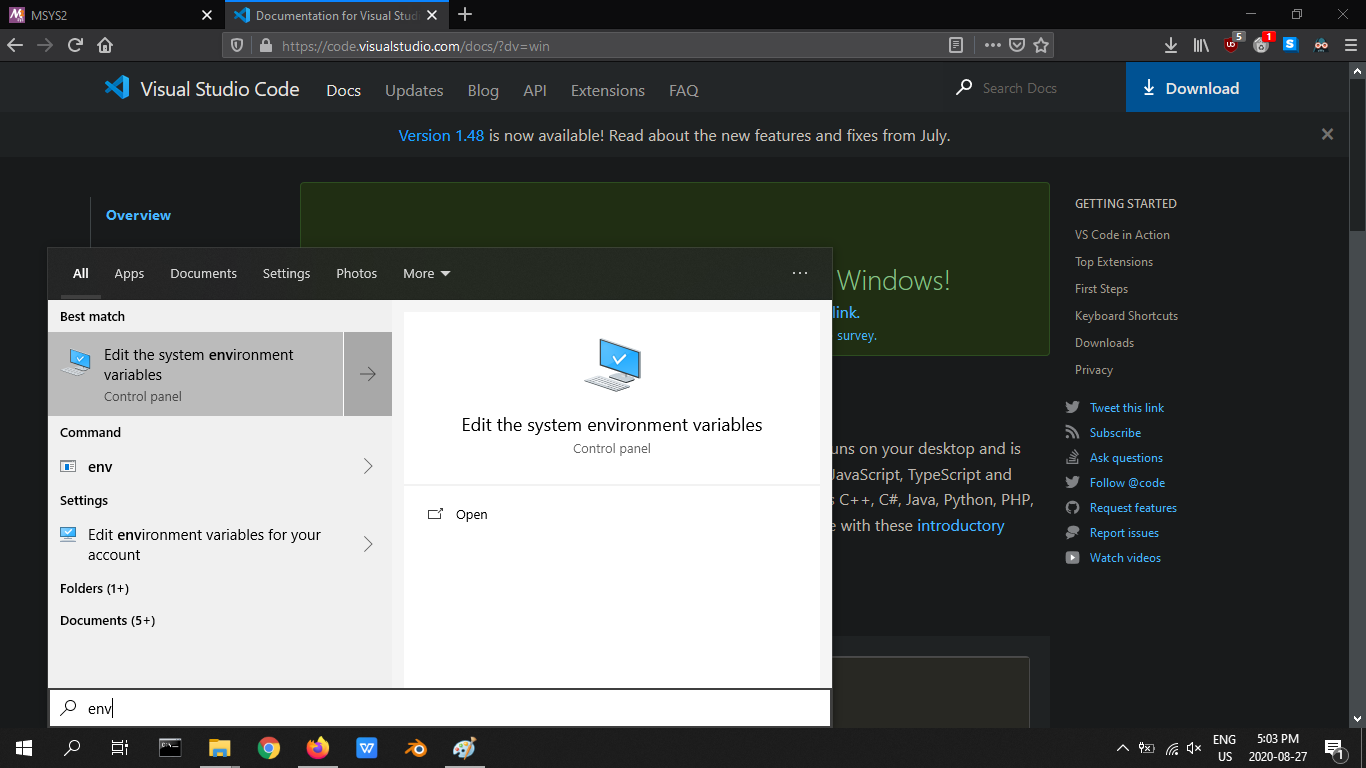 MSYS2
Documentation for Visual Stud
https://code.visualstudio.com/docs/?dv=win
5
1
Visual Studio Code
Docs
Updates
Blog
API
Extensions
FAQ
Search Docs
Download
Version 1.48 is now available! Read about the new features and fixes from July.
Overview
Windows!
link.
survey.
uns on your desktop and is
JavaScript, TypeScript and
s C++, C#, Java, Python, PHP,
e with these introductory
GETTING STARTED
VS Code in Action
Top Extensions
First Steps
Keyboard Shortcuts
Downloads
Privacy
Tweet this link
Subscribe
Ask questions
Follow @code
Request features
Report issues
Watch videos
All
Apps
Documents
Settings
Photos
More
Best match
Edit the system environment
variables
Control panel
Command
env
Settings
Edit environment variables for your
account
Folders (1+)
Documents (5+)
Edit the system environment variables
Control panel
Open
env
ENG
US
5:03 PM
2020-08-27
1